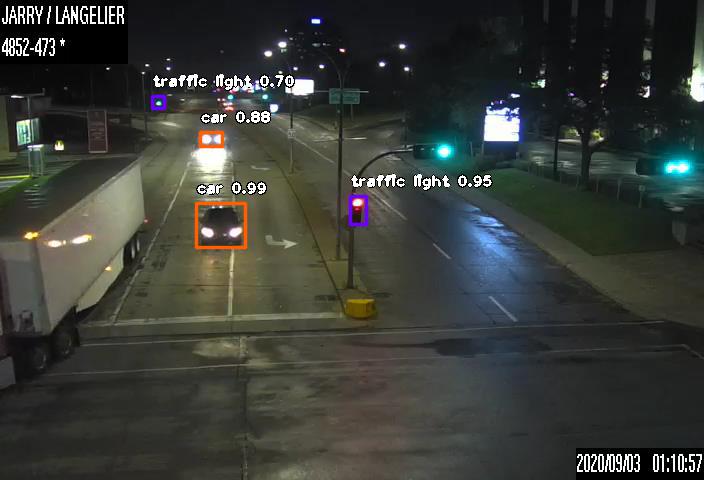 JARRY / LANGELIER
4852-473 *
traffic light 0.70
car 0.88
car 0.99
traffic light 0.95
2020/09/03 01:10:57